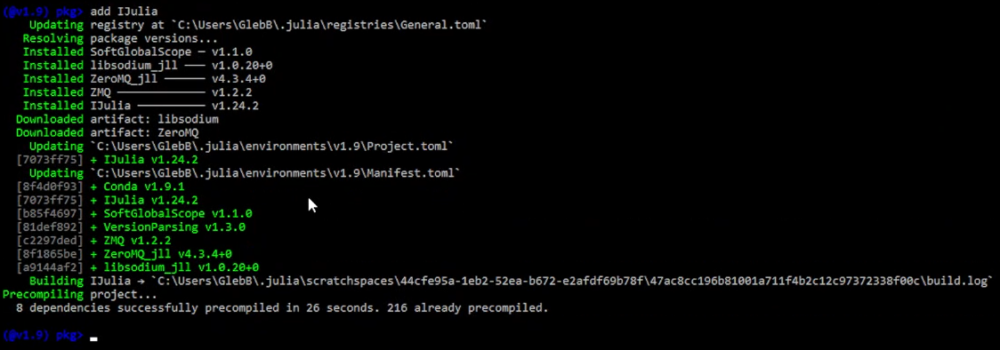 (@v1.9) pkg> add IJulia
Updating registry at `C:\Users\GlebB\.julia\registries\General.toml`
Resolving package versions...
Installed SoftGlobalScope ─ v1.1.0
Installed libsodium_jll ─── v1.0.20+0
Installed ZeroMQ_jll ────── v4.3.4+0
Installed ZMQ ───────────── v1.2.2
Installed IJulia ────────── v1.24.2
Downloaded artifact: libsodium
Downloaded artifact: ZeroMQ
Updating `C:\Users\GlebB\.julia\environments\v1.9\Project.toml`
[7073ff75] + IJulia v1.24.2
Updating `C:\Users\GlebB\.julia\environments\v1.9\Manifest.toml`
[8f4d0f93] + Conda v1.9.1
[7073ff75] + IJulia v1.24.2
[b85f4697] + SoftGlobalScope v1.1.0
[81def892] + VersionParsing v1.3.0
[c2297ded] + ZMQ v1.2.2
[8f1865be] + ZeroMQ_jll v4.3.4+0
[a9144af2] + libsodium_jll v1.0.20+0
Building IJulia → `C:\Users\GlebB\.julia\scratchspaces\44cfe95a-1eb2-52ea-b672-e2afdf69b78f\47ac8cc196b81001a711f4b2c12c97372338f00c\build.log`
Precompiling project...
8 dependencies successfully precompiled in 26 seconds. 216 already precompiled.
(@v1.9) pkg>